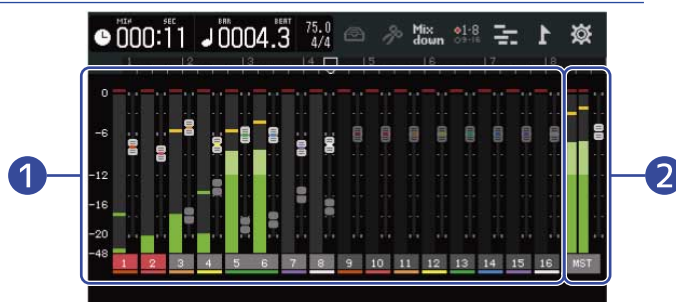 MIN SEC BAR BEAT
000:11 ♩0004.3 75.0 4/4 Mix down 1-8 09-16
1 2 3 4 5 6 7 8
0
-6
-12
-16
-20
-48
1 2 3 4 5 6 7 8 9 10 11 12 13 14 15 16 MST
1 2